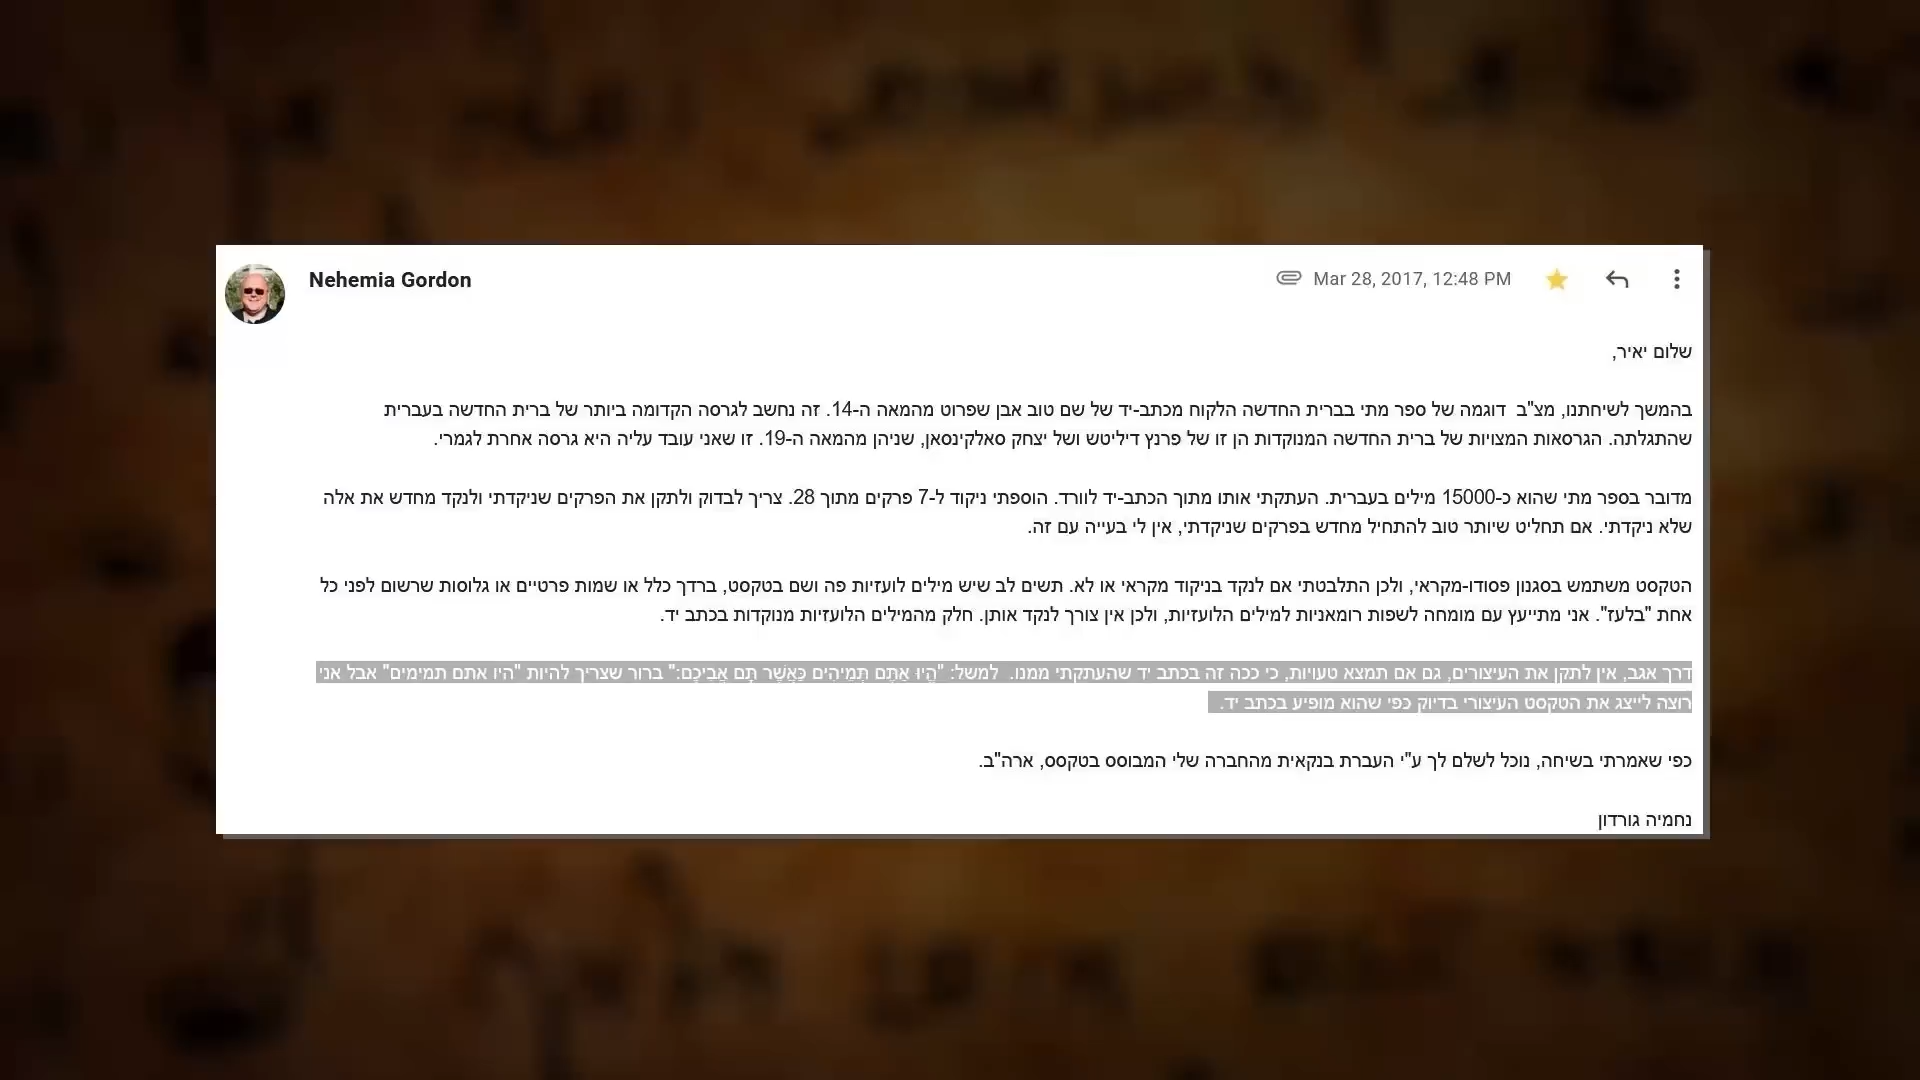 Nehemia Gordon
Mar 28, 2017, 12:48 PM
שלום יאיר,
בהמשך לשיחתנו, מצ"ב דוגמה של ספר מתי בברית החדשה הלקוח מכתב-יד של שם טוב אבן שפרוט מהמאה ה-14. זה נחשב לגרסה הקדומה ביותר של ברית החדשה בעברית
שהתגלתה. הגרסאות המצויות של ברית החדשה המנוקדות הן זו של פרנץ דיליטש ושל יצחק סאלקינסאן, שניהן מהמאה ה-19. זו שאני עובד עליה היא גרסה אחרת לגמרי.
מדובר בספר מתי שהוא כ-15000 מילים בעברית. העתקתי אותו מתוך הכתב-יד לוורד. הוספתי ניקוד ל-7 פרקים מתוך 28. צריך לבדוק ולתקן את הפרקים שניקדתי ולנקד מחדש את אלה
שלא ניקדתי. אם תחליט שיותר טוב להתחיל מחדש בפרקים שניקדתי, אין לי בעייה עם זה.
הטקסט משתמש בסגנון פסודו-מקראי, ולכן התלבטתי אם לנקד בניקוד מקראי או לא. תשים לב שיש מילים לועזיות פה ושם בטקסט, ברדך כלל או שמות פרטיים או גלוסות שרשום לפני כל
אחת "בלעז". אני מתייעץ עם מומחה לשפות רומאניות למילים הלועזיות, ולכן אין צורך לנקד אותן. חלק מהמילים הלועזיות מנוקדות בכתב יד.
דרך אגב, אין לתקן את העיצורים, גם אם תמצא טעויות, כי ככה זה בכתב יד שהעתקתי ממנו. למשל: "הֱיוּ אַתֶּם תְּמֵיהִים כַּאֲשֶׁר תָּם אֲבִיכֶם:" ברור שצריך להיות "היו אתם תמימים" אבל אני
רוצה לייצג את הטקסט העיצורי בדיוק כפי שהוא מופיע בכתב יד.
כפי שאמרתי בשיחה, נוכל לשלם לך ע"י העברת בנקאית מהחברה שלי המבוסס בטקסס, ארה"ב.
נחמיה גורדון